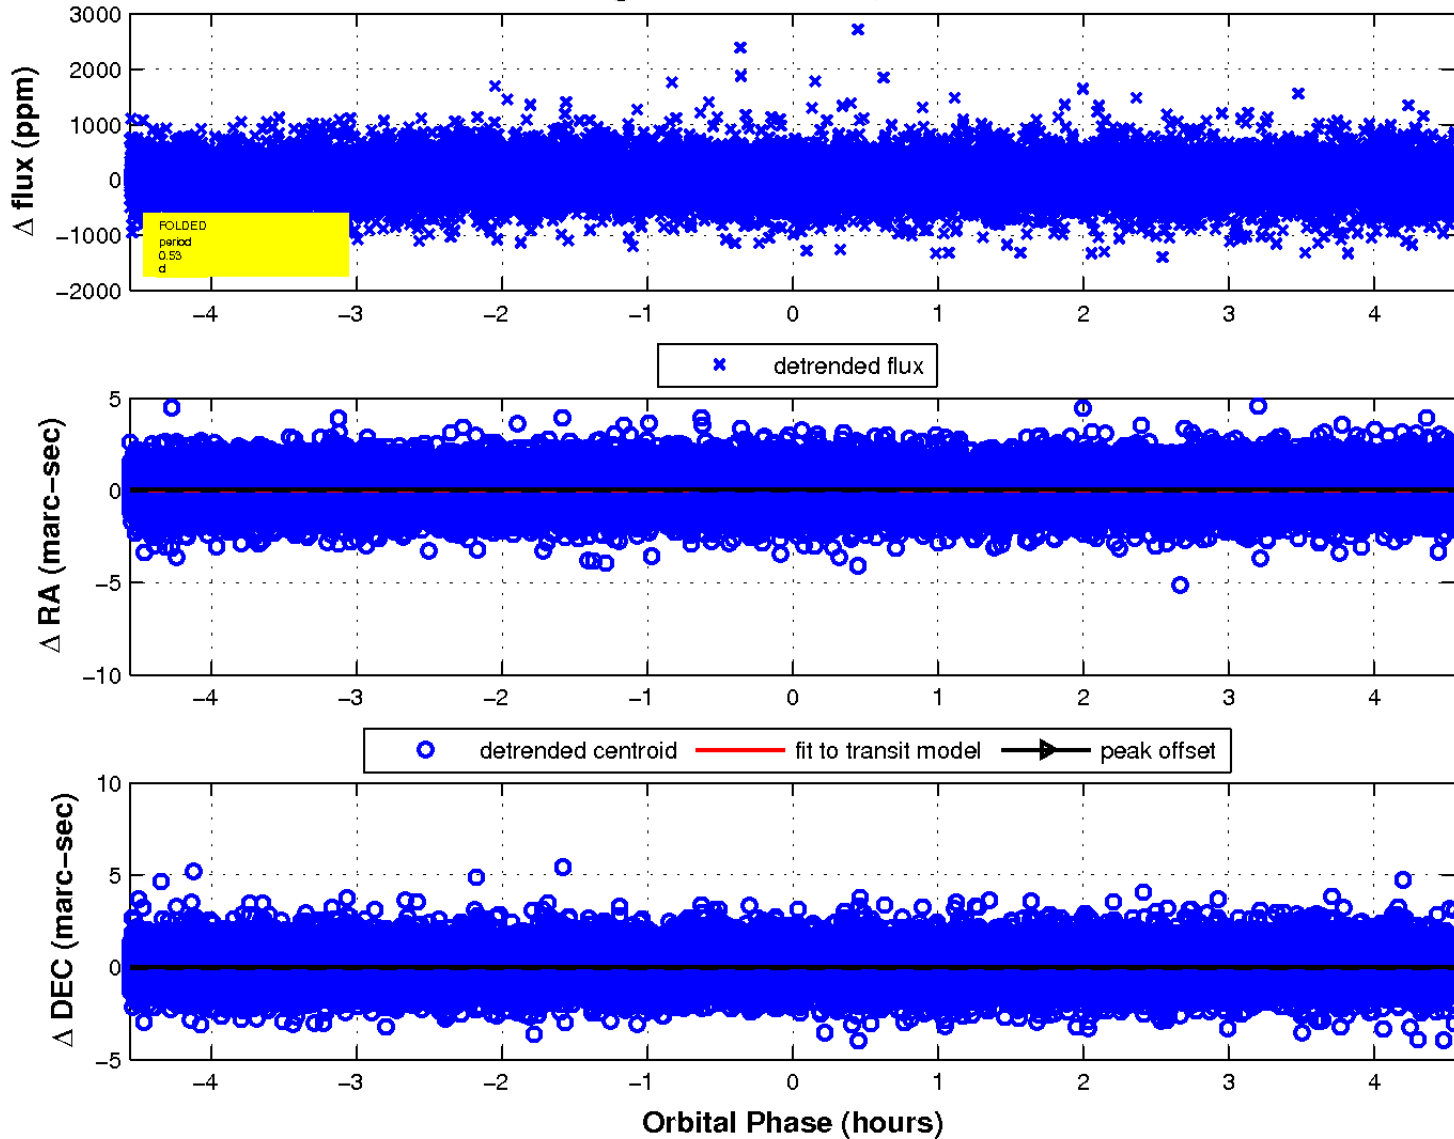 3000
2000
1000
0
−1000
−2000
Δ flux (ppm)
FOLDED
period
0.53
d
−4 −3 −2 −1 0 1 2 3 4
detrended flux
5
0
−5
−10
Δ RA (marc−sec)
−4 −3 −2 −1 0 1 2 3 4
detrended centroid fit to transit model peak offset
10
5
0
−5
Δ DEC (marc−sec)
−4 −3 −2 −1 0 1 2 3 4
Orbital Phase (hours)